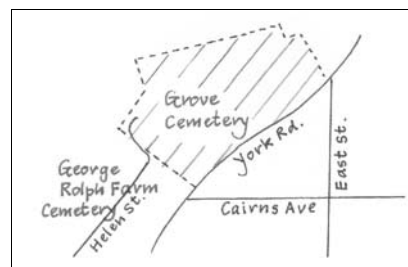 Grove
Cemetery
York Rd.
East St.
George
Rolph Farm
Cemetery
Helen St.
Cairns Ave